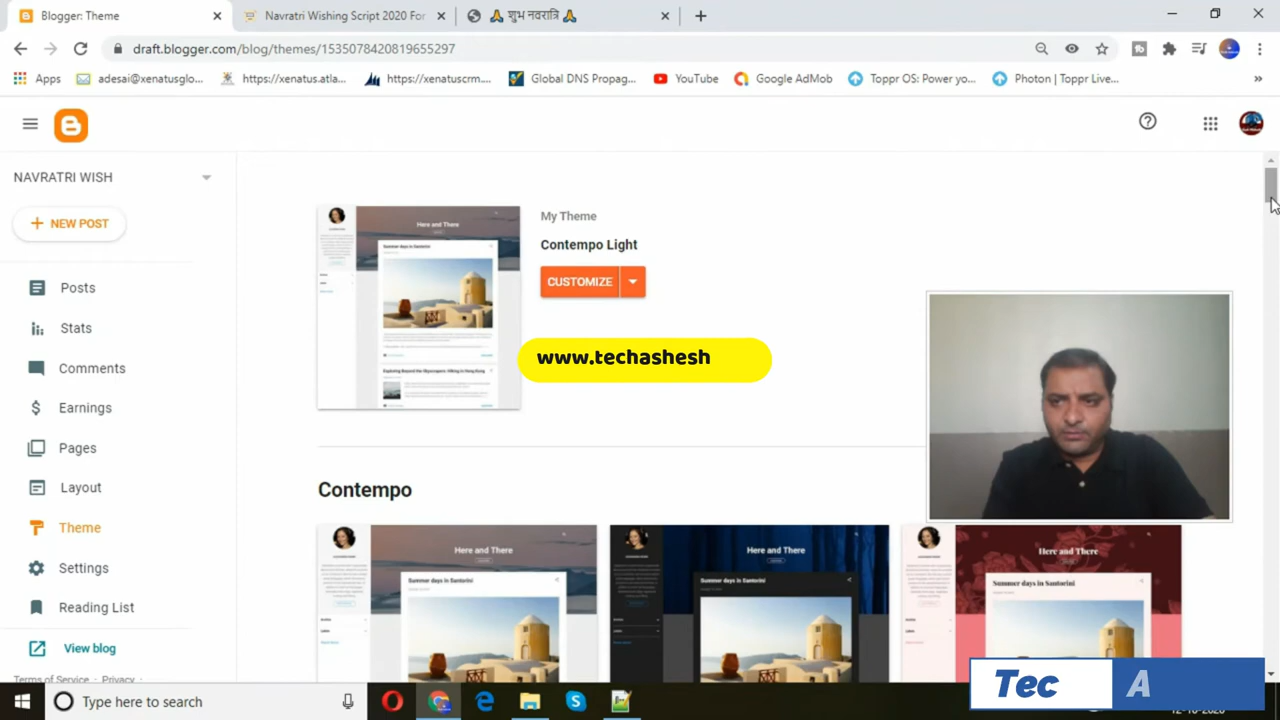 Blogger: Theme
Navratri Wishing Script 2020 For
🙏 शुभ नवरात्रि 🙏
draft.blogger.com/blog/themes/1535078420819655297
Apps
adesai@xenatusglo...
https://xenatus.atla...
https://xenatuscrm....
Global DNS Propag...
YouTube
Google AdMob
Toppr OS: Power yo...
Photon | Toppr Live...
NAVRATRI WISH
+ NEW POST
Posts
Stats
Comments
Earnings
Pages
Layout
Theme
Settings
Reading List
View blog
Terms of Service · Privacy ·
Here and There
Summer days in Santorini
My Theme
Contempo Light
CUSTOMIZE
www.techashesh
Contempo
Here and There
Summer days in Santorini
Here and There
Summer days in Santorini
Here and There
Summer days in Santorini
Tec A
Type here to search